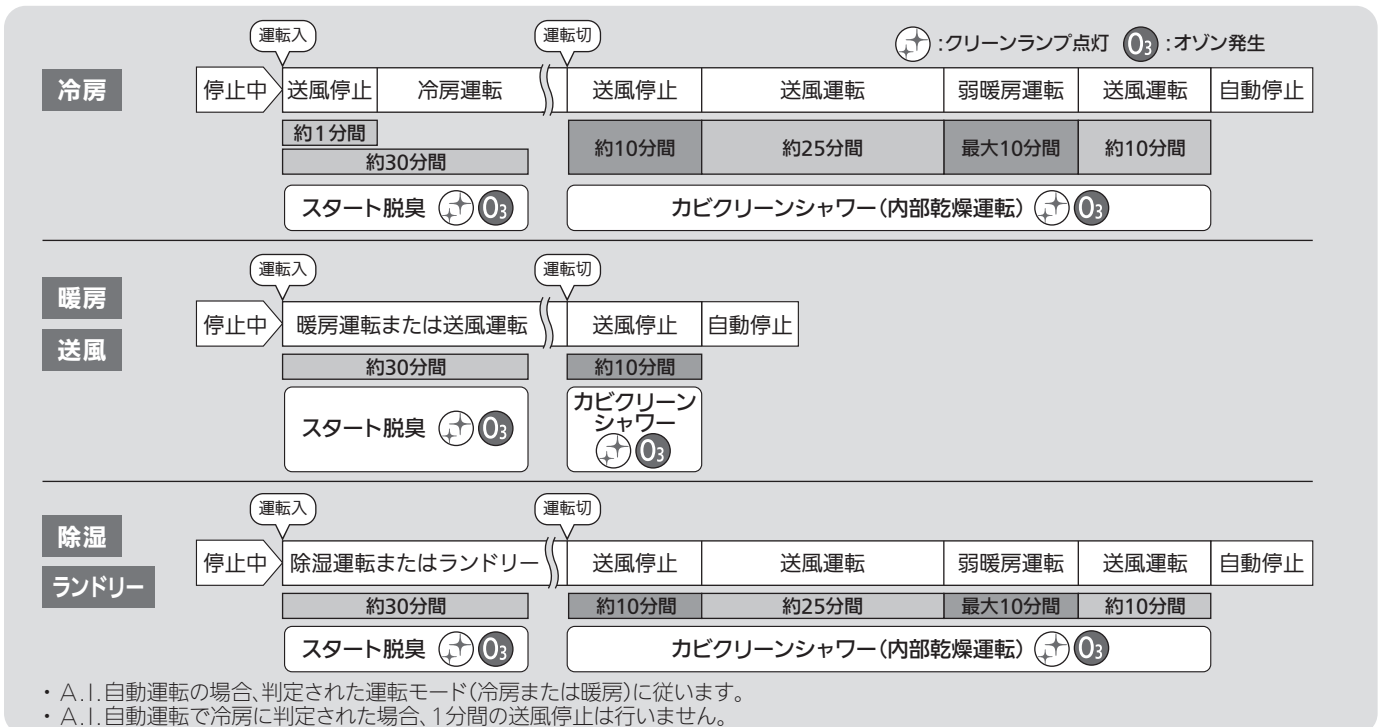 運転入 運転切 :クリーンランプ点灯 O3:オゾン発生
冷房 停止中 送風停止 冷房運転 送風停止 送風運転 弱暖房運転 送風運転 自動停止
約1分間
約30分間 約10分間 約25分間 最大10分間 約10分間
スタート脱臭 O3 カビクリーンシャワー(内部乾燥運転) O3
運転入 運転切
暖房
送風
停止中 暖房運転または送風運転 送風停止 自動停止
約30分間 約10分間
スタート脱臭 O3
カビクリーン
シャワー
O3
運転入 運転切
除湿
ランドリー
停止中 除湿運転またはランドリー 送風停止 送風運転 弱暖房運転 送風運転 自動停止
約30分間 約10分間 約25分間 最大10分間 約10分間
スタート脱臭 O3 カビクリーンシャワー(内部乾燥運転) O3
・A.I.自動運転の場合、判定された運転モード(冷房または暖房)に従います。
・A.I.自動運転で冷房に判定された場合、1分間の送風停止は行いません。